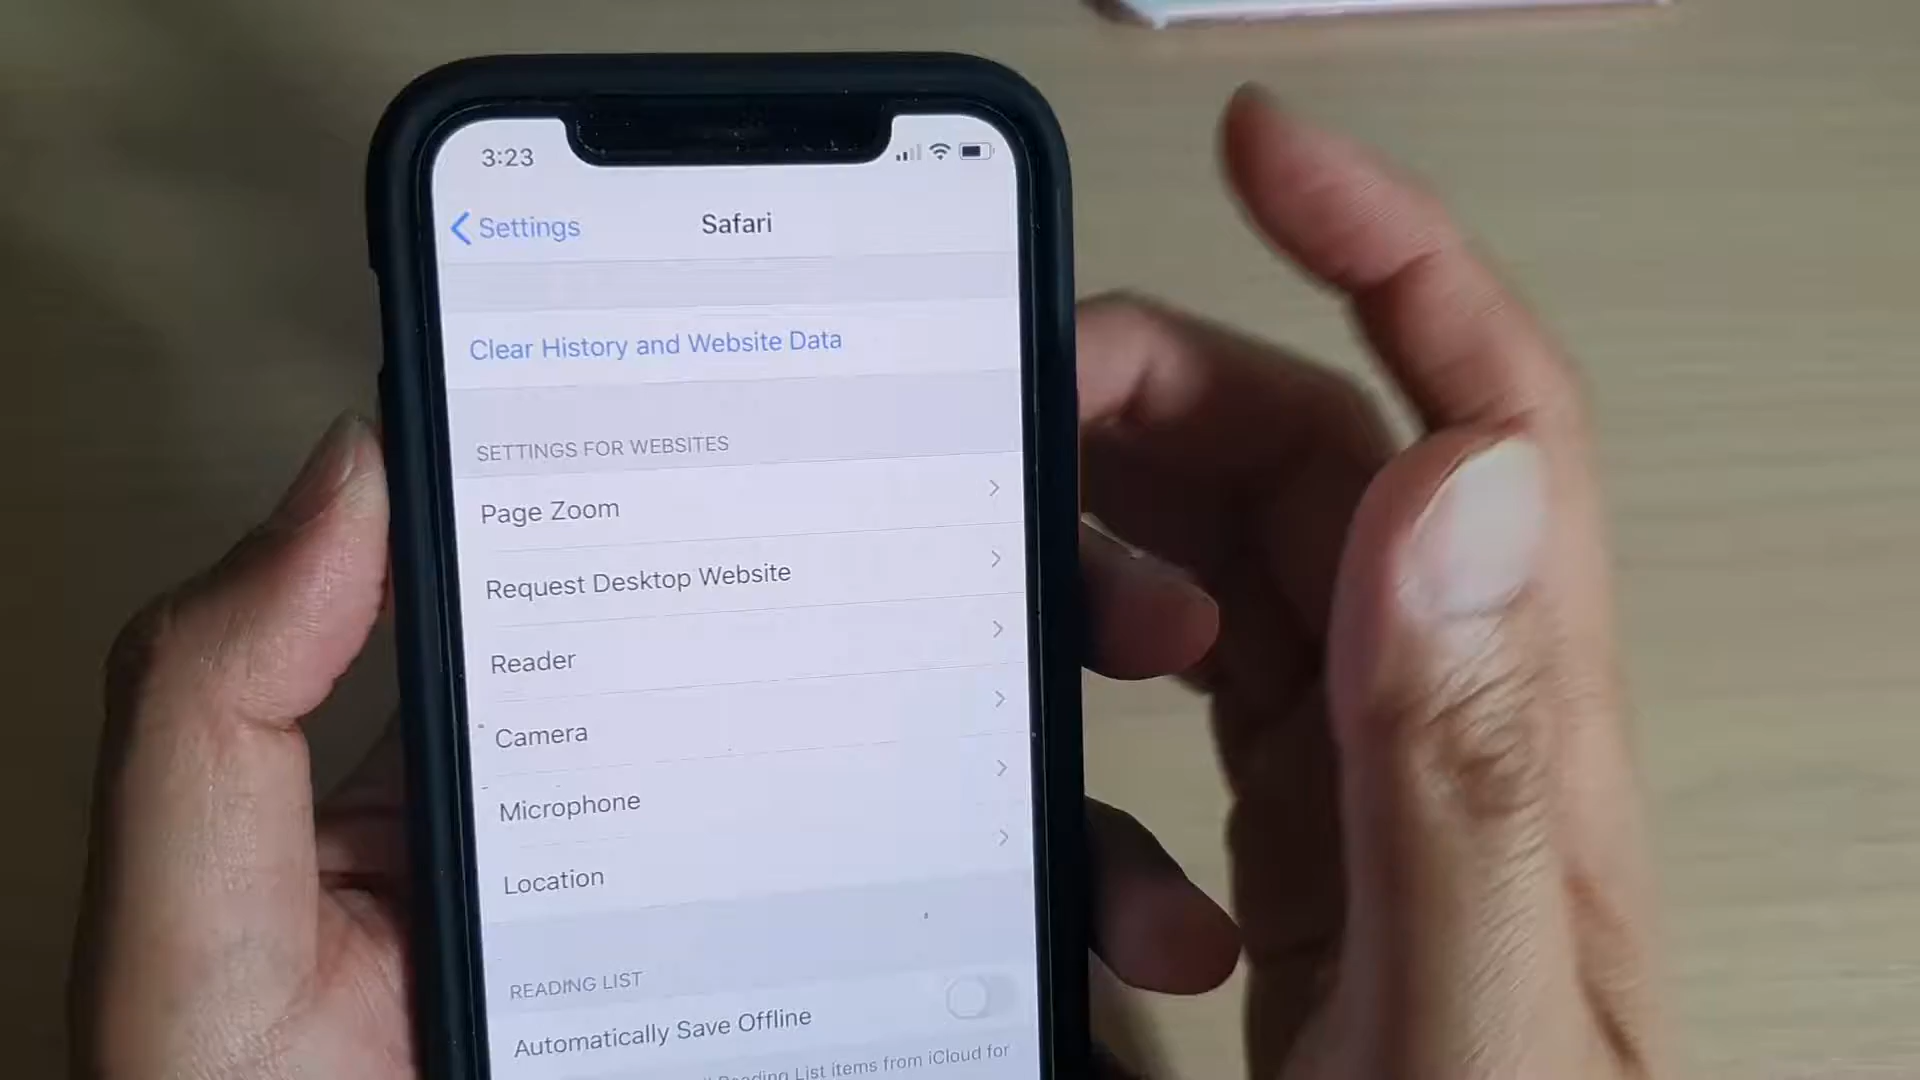 3:23
Settings
Safari
Clear History and Website Data
SETTINGS FOR WEBSITES
Page Zoom
Request Desktop Website
Reader
Camera
Microphone
Location
READING LIST
Automatically Save Offline
List items from iCloud for